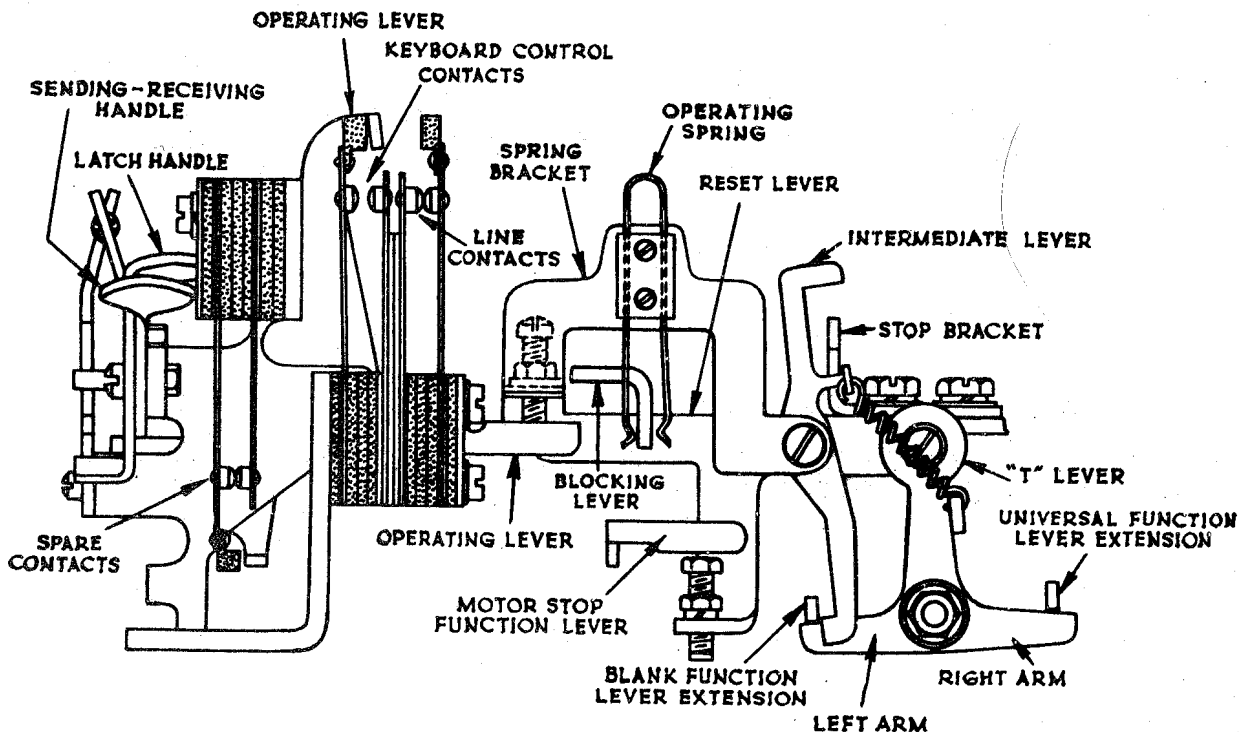 OPERATING LEVER
KEYBOARD CONTROL
CONTACTS
SENDING-RECEIVING
HANDLE
LATCH HANDLE
OPERATING
SPRING
SPRING
BRACKET
RESET LEVER
INTERMEDIATE LEVER
LINE
CONTACTS
STOP BRACKET
"T" LEVER
BLOCKING
LEVER
UNIVERSAL FUNCTION
LEVER EXTENSION
SPARE
CONTACTS
OPERATING LEVER
MOTOR STOP
FUNCTION LEVER
BLANK FUNCTION
LEVER EXTENSION
RIGHT ARM
LEFT ARM